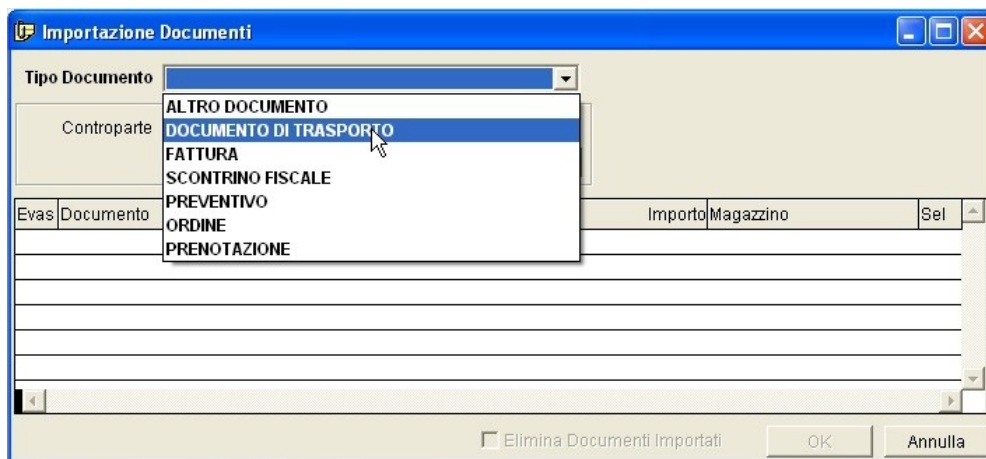 Importazione Documenti
Tipo Documento
ALTRO DOCUMENTO
Controparte DOCUMENTO DI TRASPORTO
FATTURA
SCONTRINO FISCALE
PREVENTIVO
ORDINE
PRENOTAZIONE
Evas Documento Importo Magazzino Sel
Elimina Documenti Importati OK Annulla